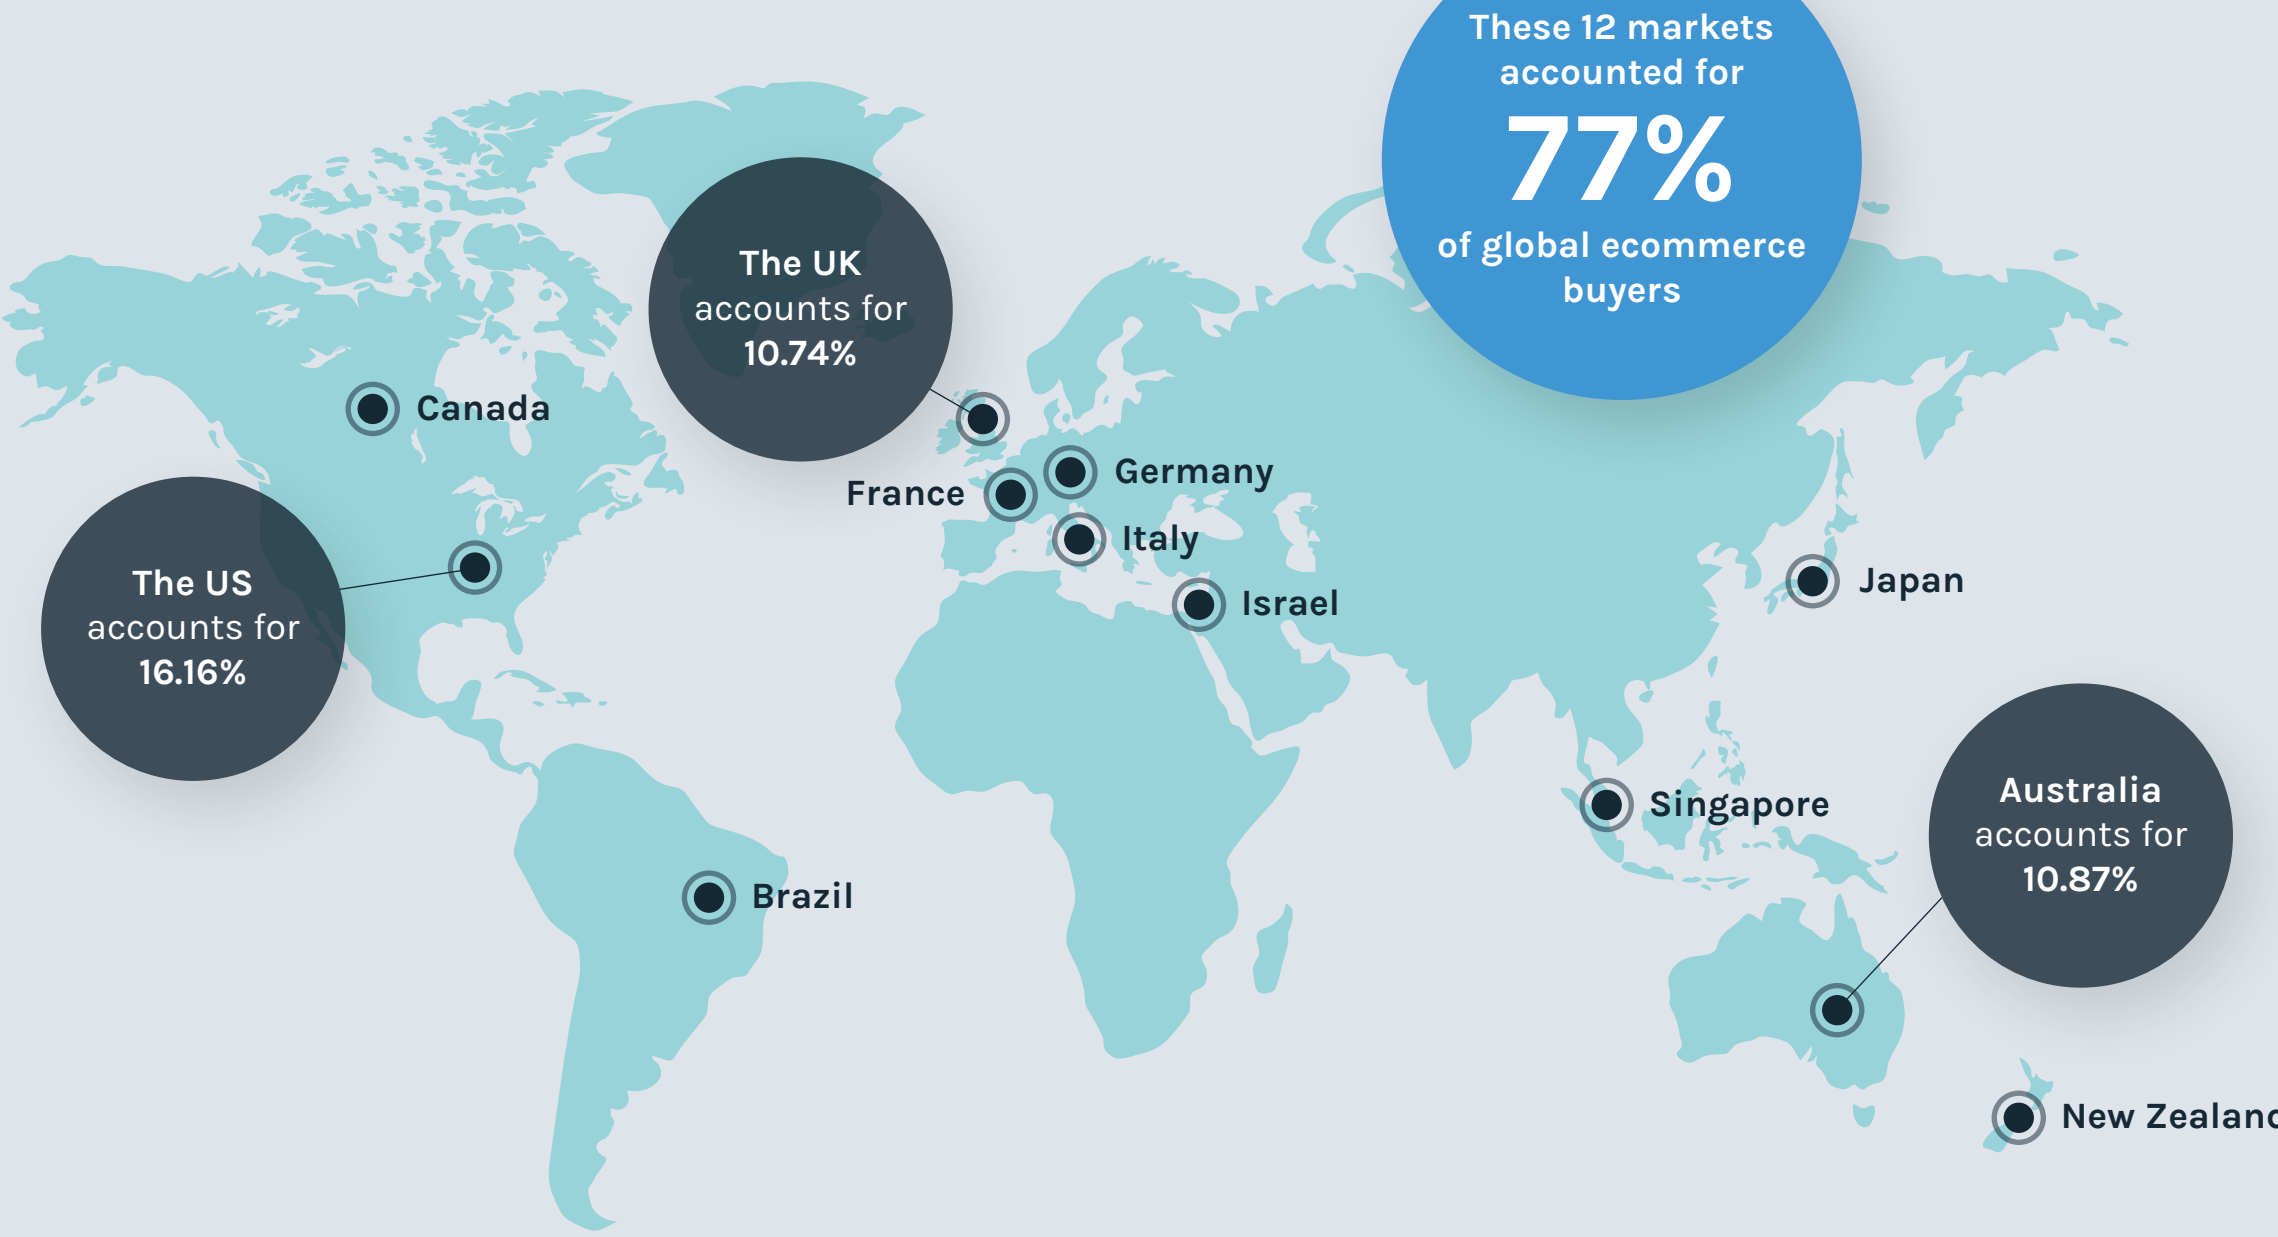 These 12 markets
accounted for
77%
of global ecommerce
buyers
The UK
accounts for
10.74%
Canada
Germany
France
Italy
The US
accounts for
16.16%
Israel
Japan
Australia
accounts for
10.87%
Singapore
Brazil
New Zealand